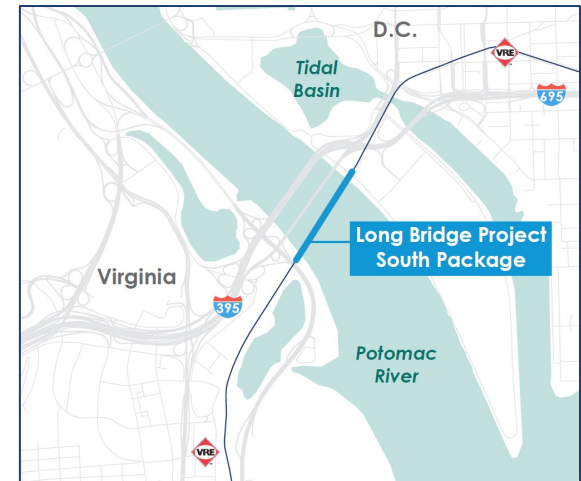 D.C.
VRE
Tidal
Basin
695
Long Bridge Project
South Package
Virginia
395
Potomac
River
VRE